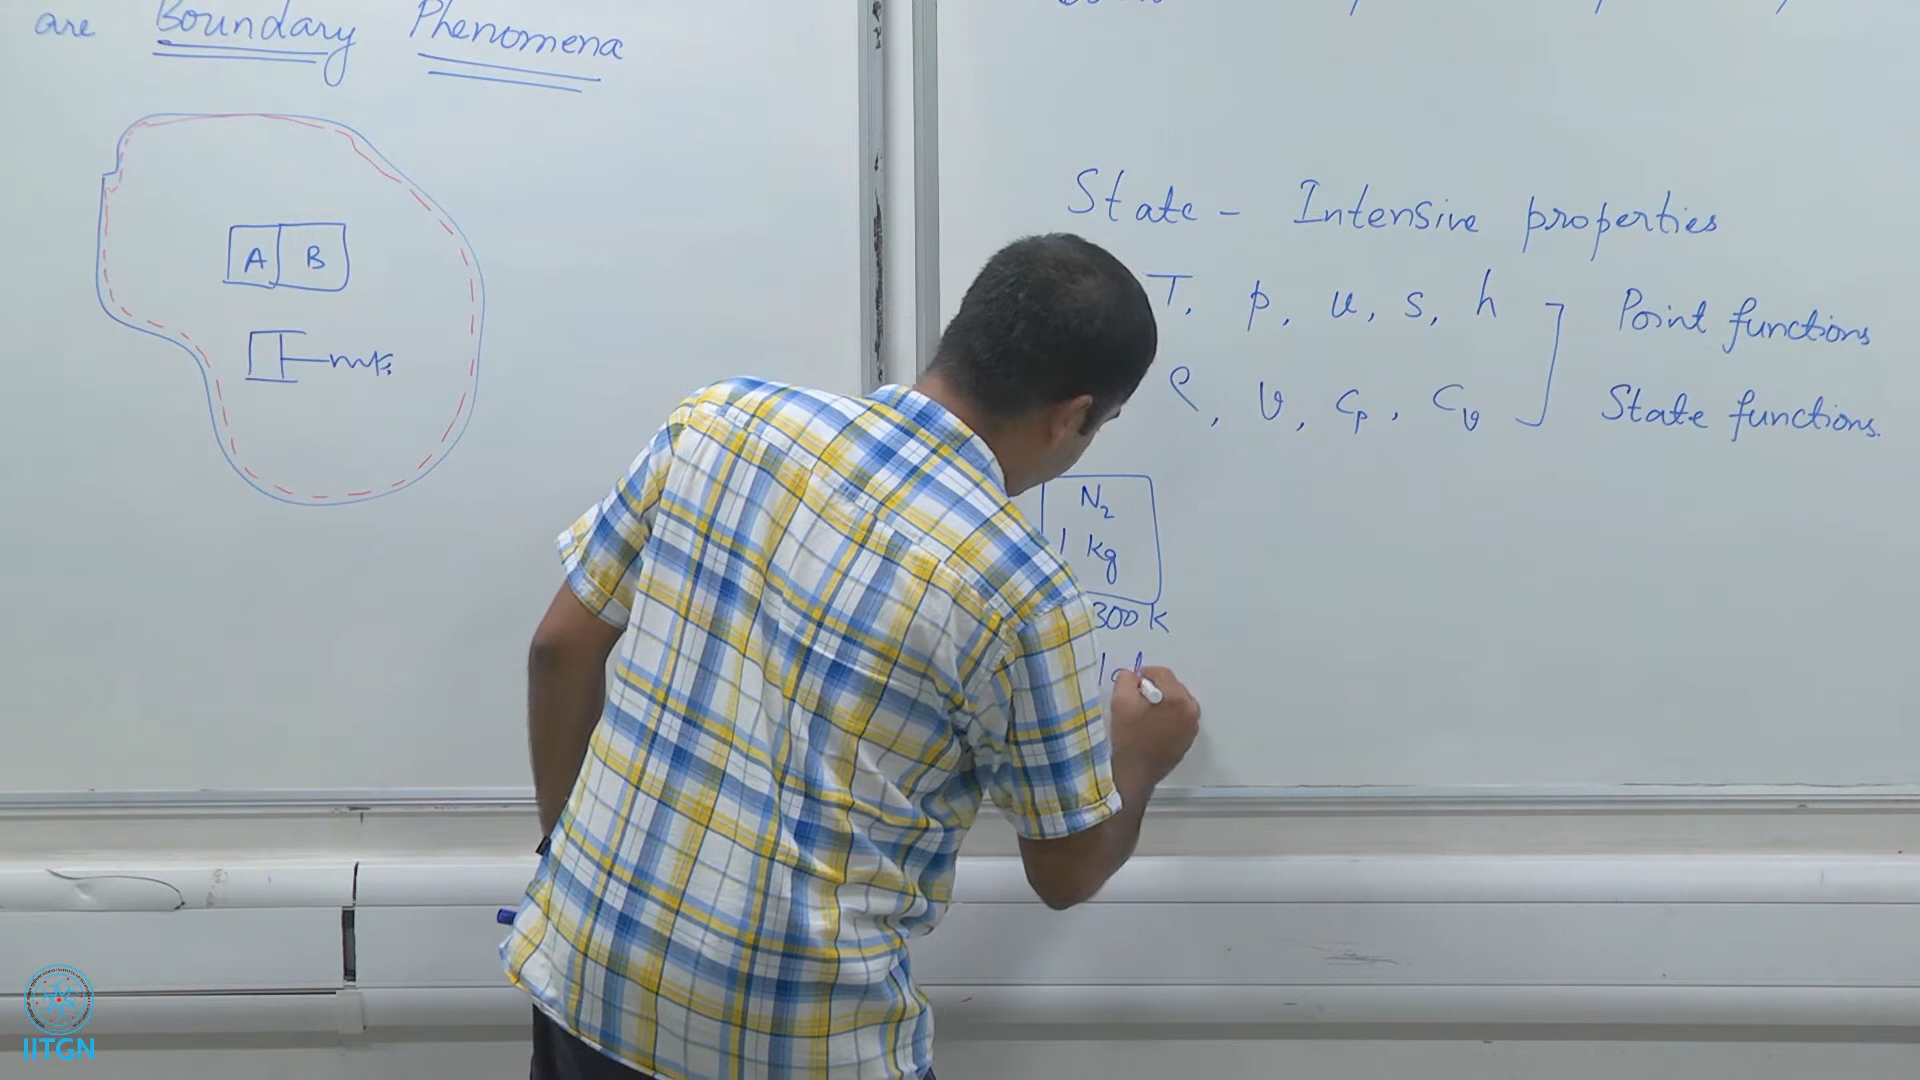 are Boundary Phenomena
A B
State - Intensive properties
T, p, u, s, h
Point functions
ρ, v, Cp, Cv
State functions.
N2
1 kg
300 K
IITGN